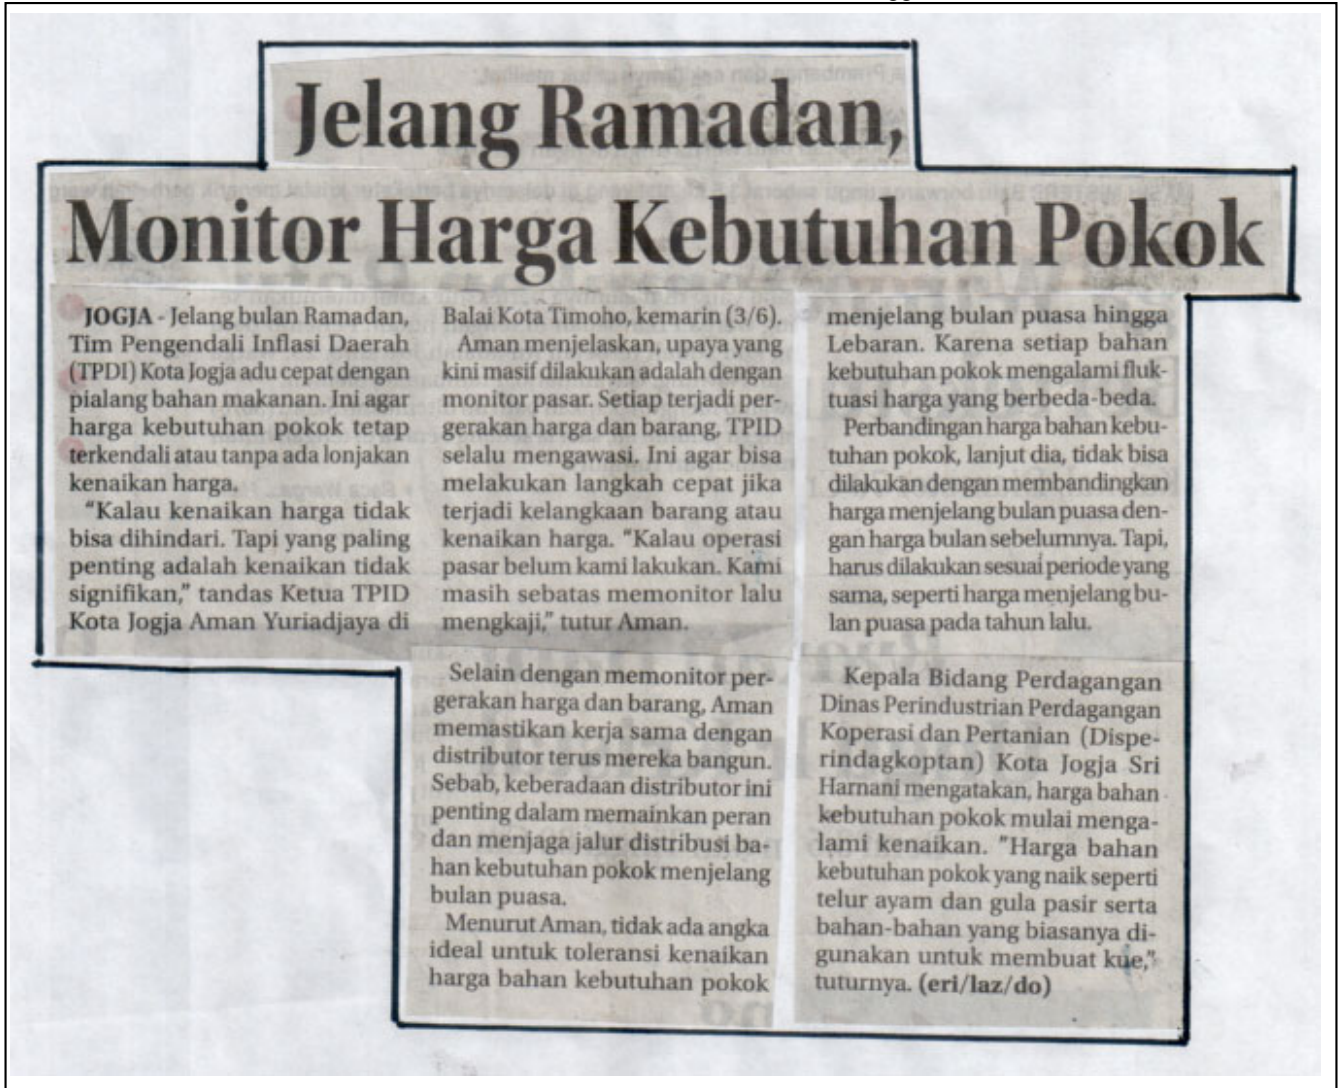 Jelang Ramadan,
Monitor Harga Kebutuhan Pokok
JOGJA - Jelang bulan Ramadan,
Tim Pengendali Inflasi Daerah
(TPDI) Kota Jogja adu cepat dengan
pialang bahan makanan. Ini agar
harga kebutuhan pokok tetap
terkendali atau tanpa ada lonjakan
kenaikan harga.
“Kalau kenaikan harga tidak
bisa dihindari. Tapi yang paling
penting adalah kenaikan tidak
signifikan,” tandas Ketua TPID
Kota Jogja Aman Yuriadjaya di
Balai Kota Timoho, kemarin (3/6).
Aman menjelaskan, upaya yang
kini masif dilakukan adalah dengan
monitor pasar. Setiap terjadi per-
gerakan harga dan barang, TPID
selalu mengawasi. Ini agar bisa
melakukan langkah cepat jika
terjadi kelangkaan barang atau
kenaikan harga. “Kalau operasi
pasar belum kami lakukan. Kami
masih sebatas memonitor lalu
mengkaji,” tutur Aman.
Selain dengan memonitor per-
gerakan harga dan barang, Aman
memastikan kerja sama dengan
distributor terus mereka bangun.
Sebab, keberadaan distributor ini
penting dalam memainkan peran
dan menjaga jalur distribusi ba-
han kebutuhan pokok menjelang
bulan puasa.
Menurut Aman, tidak ada angka
ideal untuk toleransi kenaikan
harga bahan kebutuhan pokok
menjelang bulan puasa hingga
Lebaran. Karena setiap bahan
kebutuhan pokok mengalami fluk-
tuasi harga yang berbeda-beda.
Perbandingan harga bahan kebu-
tuhan pokok, lanjut dia, tidak bisa
dilakukan dengan membandingkan
harga menjelang bulan puasa den-
gan harga bulan sebelumnya. Tapi,
harus dilakukan sesuai periode yang
sama, seperti harga menjelang bu-
lan puasa pada tahun lalu.
Kepala Bidang Perdagangan
Dinas Perindustrian Perdagangan
Koperasi dan Pertanian (Dispe-
rindagkoptan) Kota Jogja Sri
Harnani mengatakan, harga bahan
kebutuhan pokok mulai menga-
lami kenaikan. “Harga bahan
kebutuhan pokok yang naik seperti
telur ayam dan gula pasir serta
bahan-bahan yang biasanya di-
gunakan untuk membuat kue,”
tuturnya. (eri/laz/do)